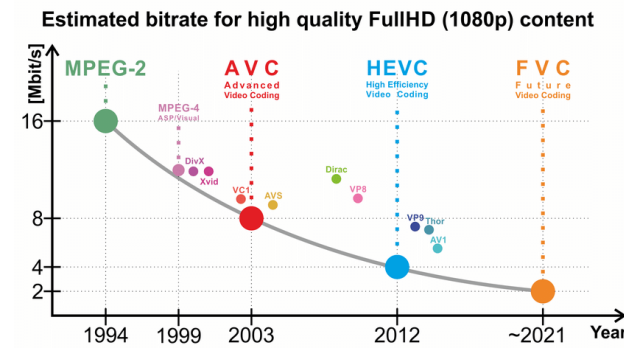 Estimated bitrate for high quality FullHD (1080p) content
[Mbit/s]
MPEG-2
AVC
Advanced
Video Coding
HEVC
High Efficiency
Video Coding
FVC
Future
Video Coding
MPEG-4
ASP/Visual
16
DivX
Xvid
Dirac
VC1
AVS
VP8
8
VP9
Thor
AV1
4
2
1994
1999
2003
2012
~2021
Year